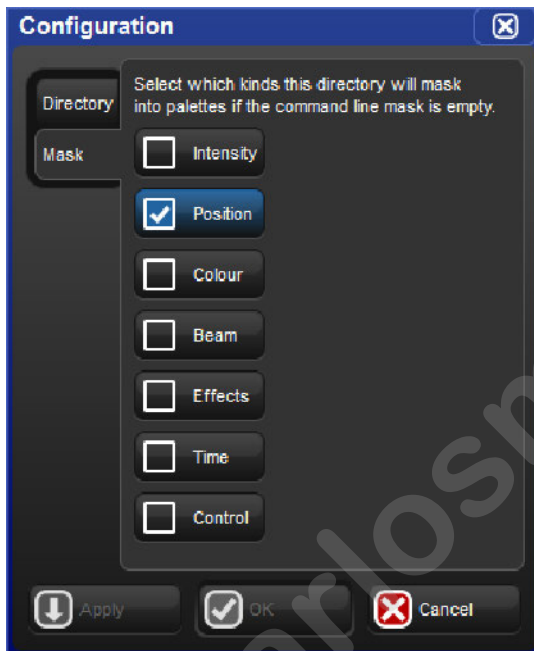 Configuration
Directory
Mask
Select which kinds this directory will mask
into palettes if the command line mask is empty.
Intensity
Position
Colour
Beam
Effects
Time
Control
Apply
OK
Cancel